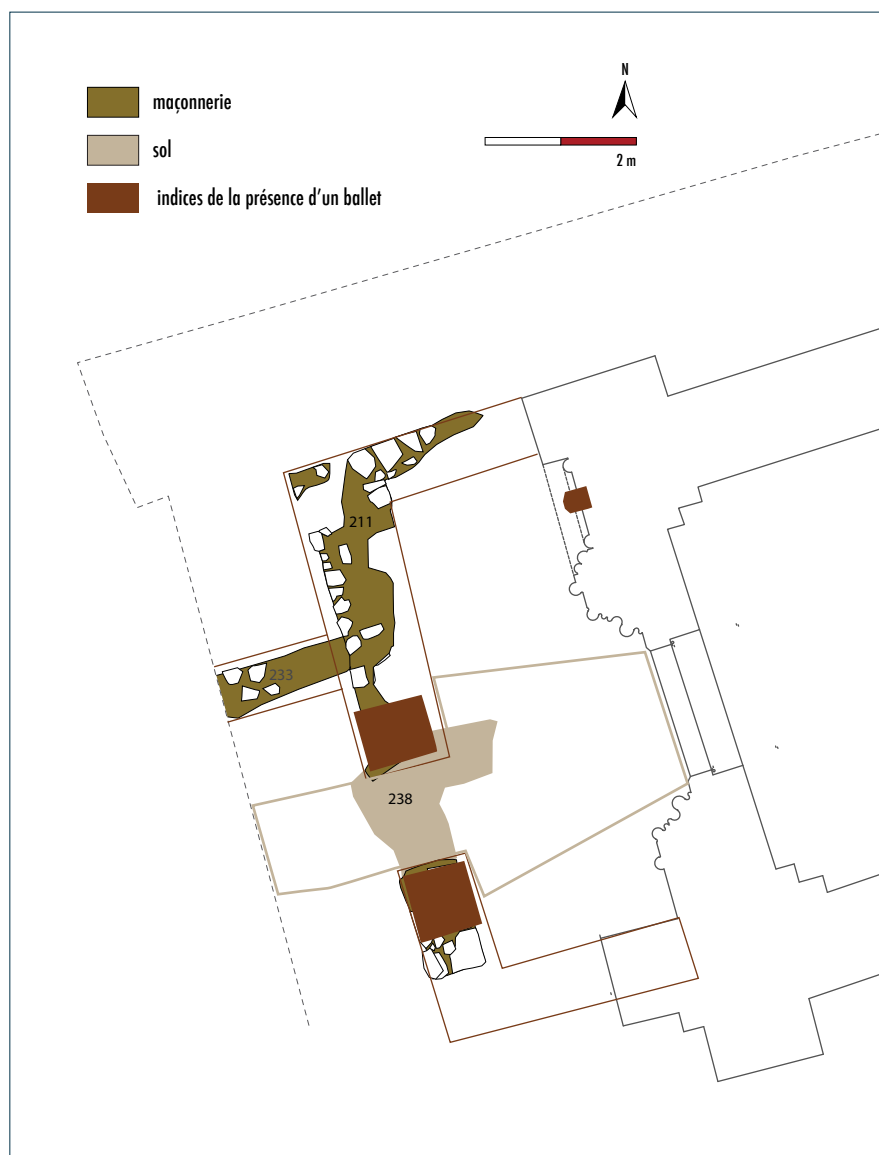 maçonnerie
N
sol
2 m
indices de la présence d'un ballet
211
233
238